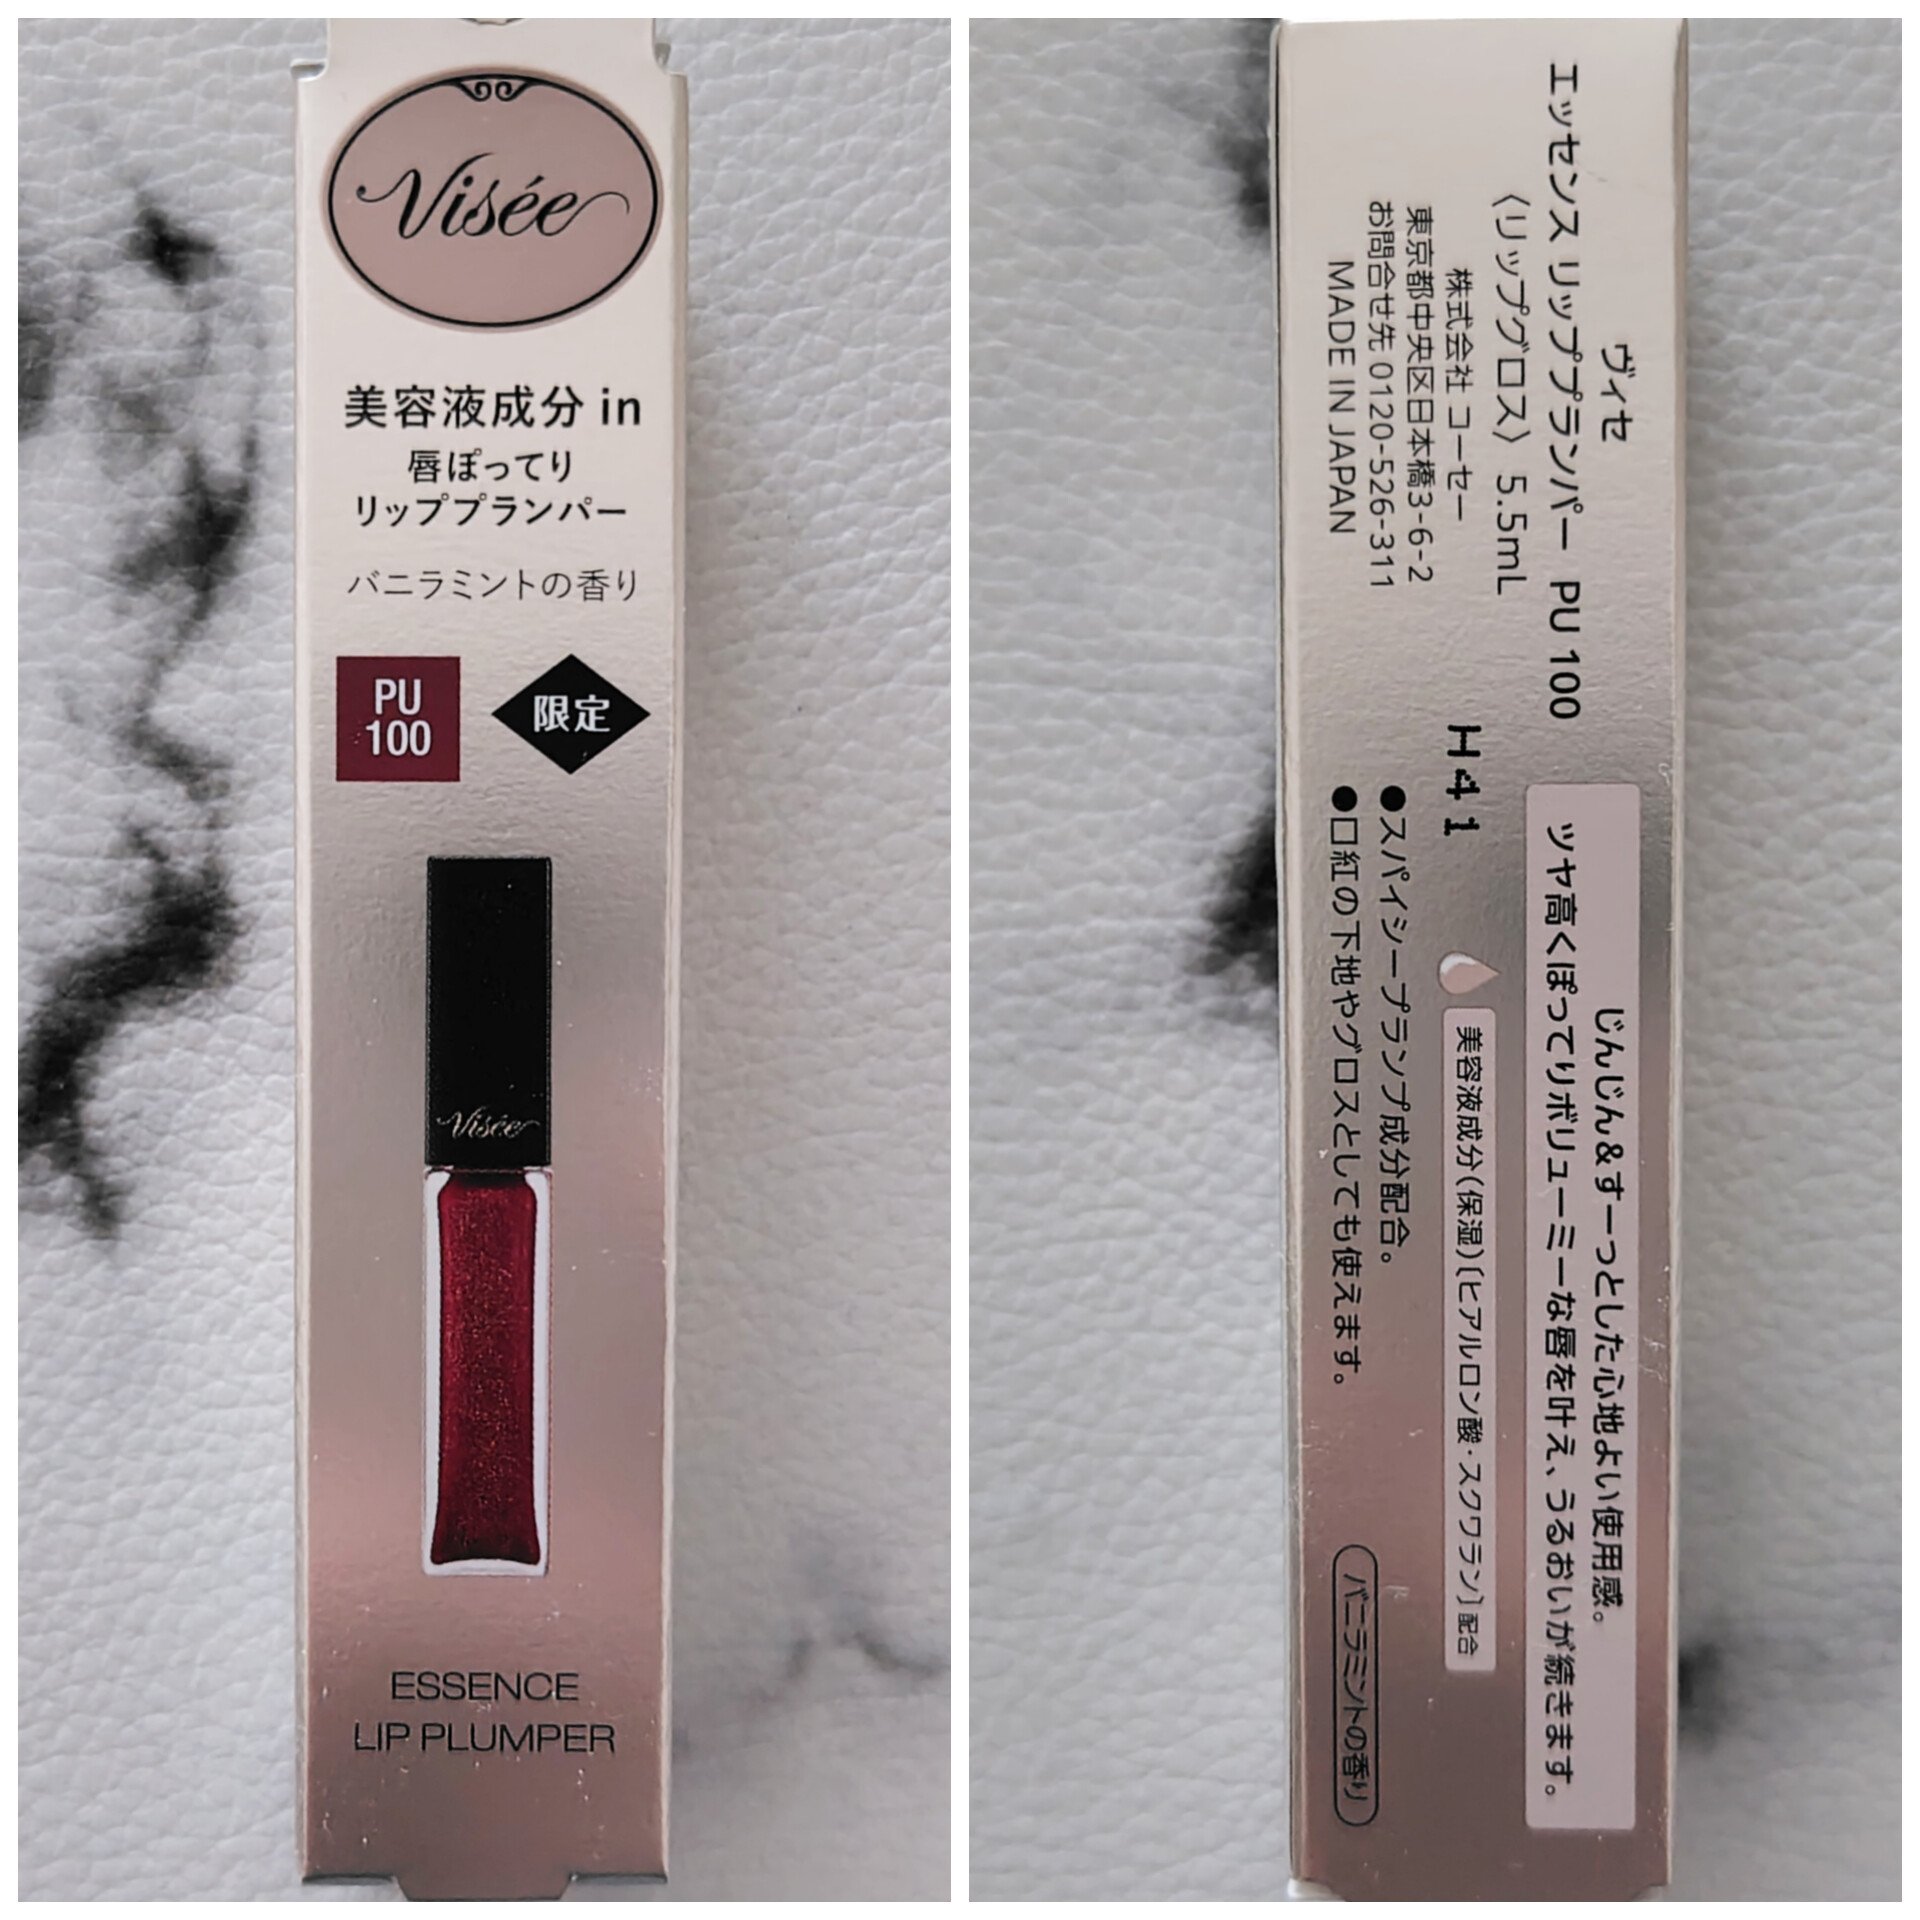 Visée
美容液成分 in
唇ぽってり
リッププランパー
バニラミントの香り
PU
100
限定
Visée
ESSENCE
LIP PLUMPER
ヴィセ
エッセンス リッププランパー PU 100
〈リップグロス〉 5.5mL
株式会社 コーセー
東京都中央区日本橋3-6-2
お問合せ先 0120-526-311
MADE IN JAPAN
H41
じんじん&すーっとした心地よい使用感。
ツヤ高くぽってりボリューミーな唇を叶え、うるおいが続きます。
美容液成分(保湿)〔ヒアルロン酸・スクワラン〕配合
●スパイシープランプ成分配合。
●口紅の下地やグロスとしても使えます。
バニラミントの香り